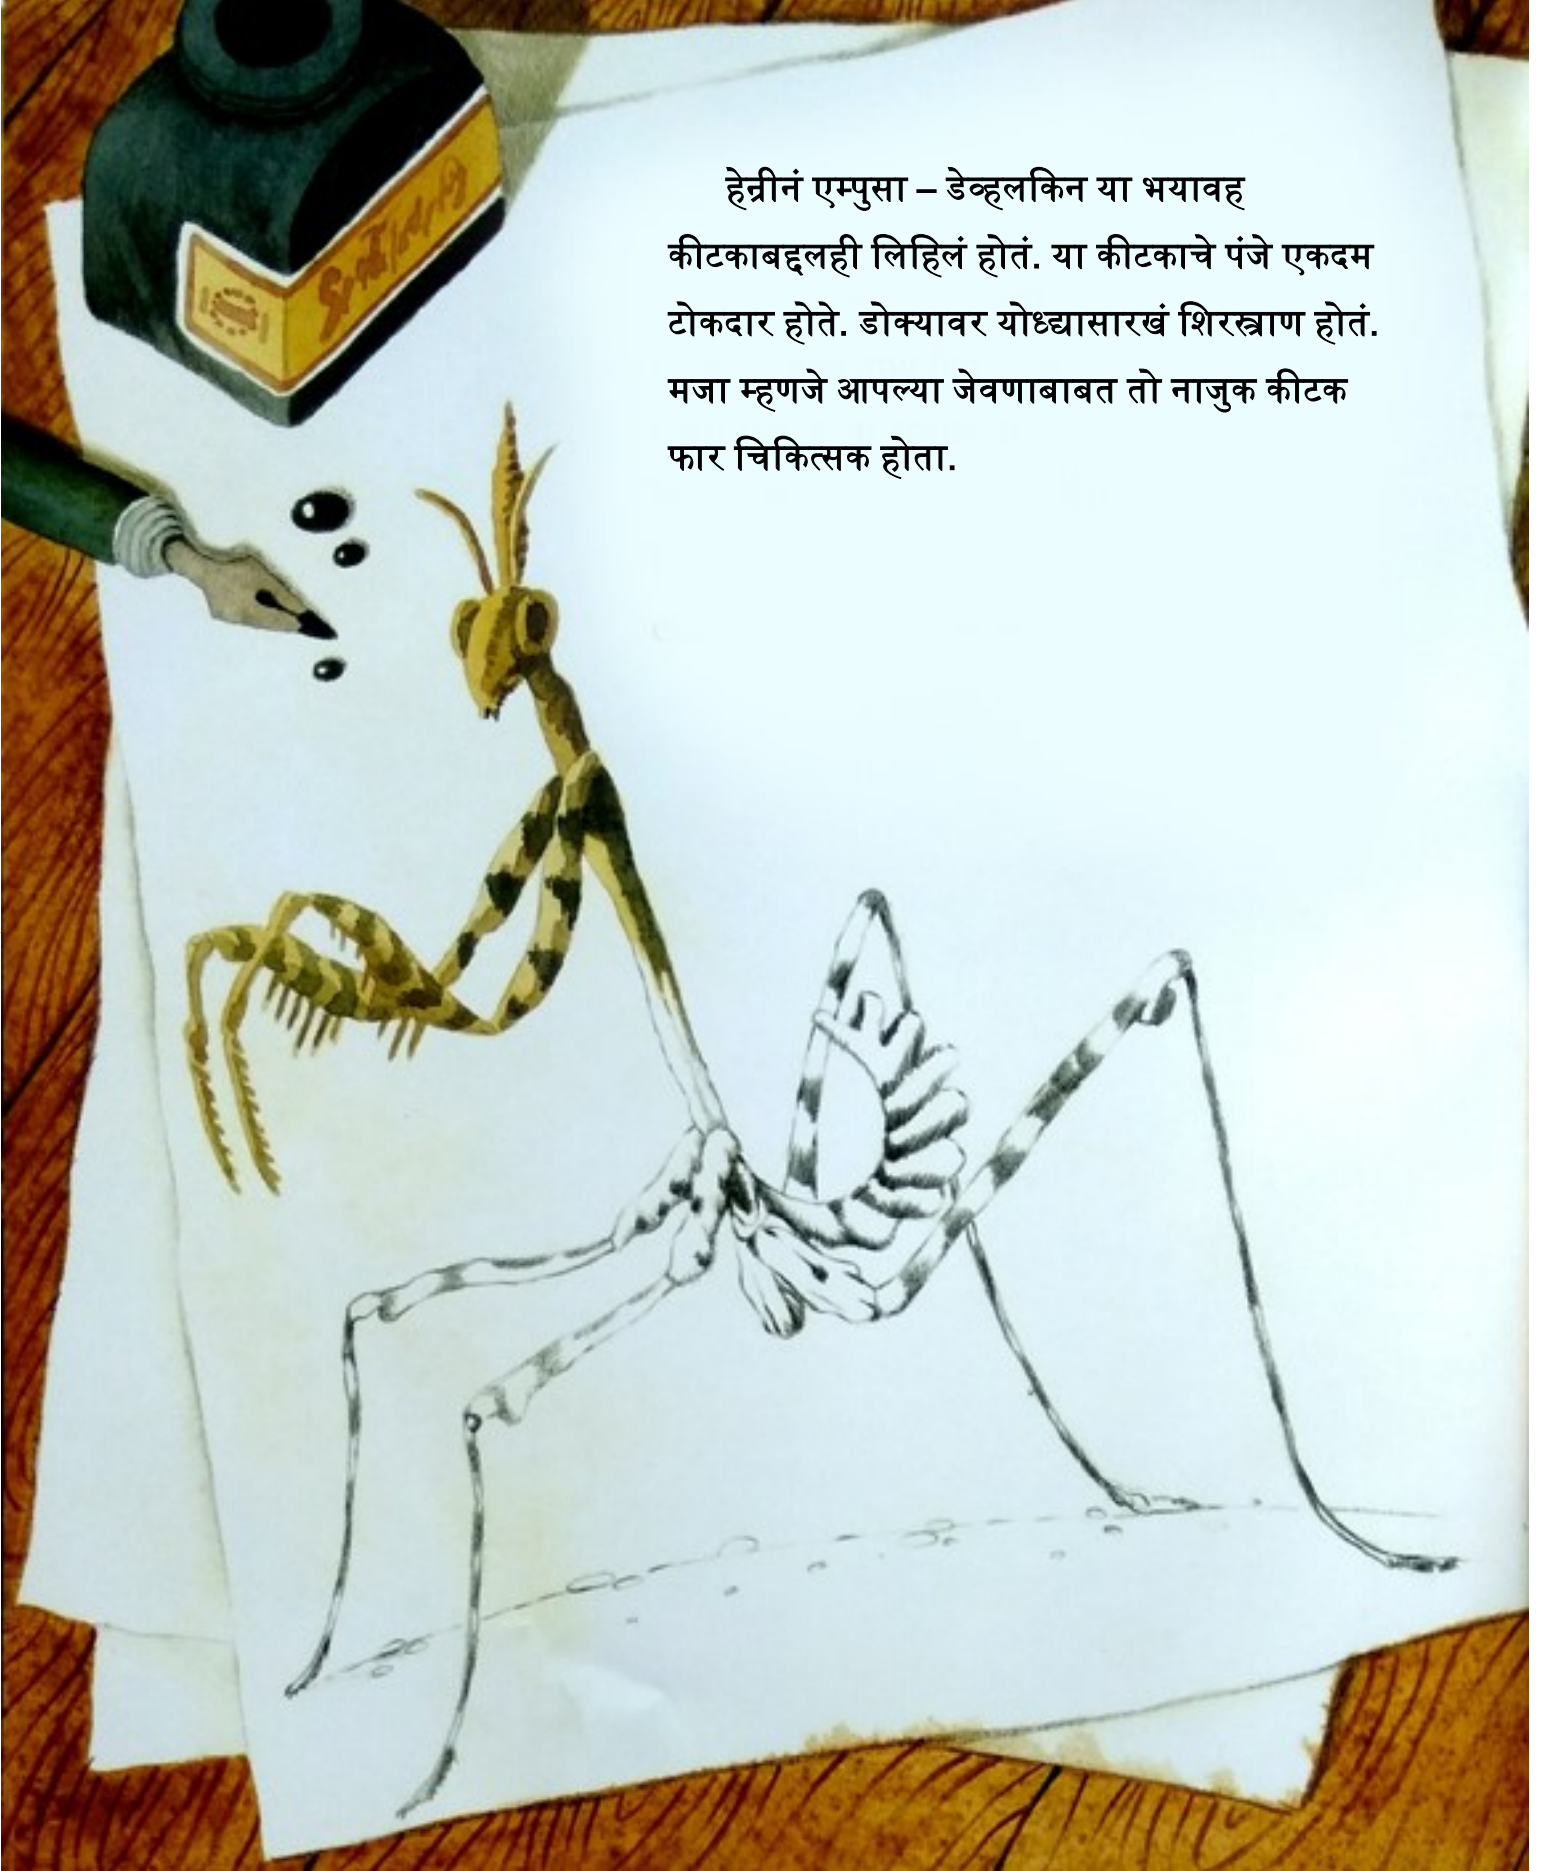 हेन्रीनं एम्पुसा – डेव्हलकिन या भयावह
कीटकाबद्दलही लिहिलं होतं. या कीटकाचे पंजे एकदम
टोकदार होते. डोक्यावर योध्द्यासारखं शिरस्त्राण होतं.
मजा म्हणजे आपल्या जेवणाबाबत तो नाजुक कीटक
फार चिकित्सक होता.